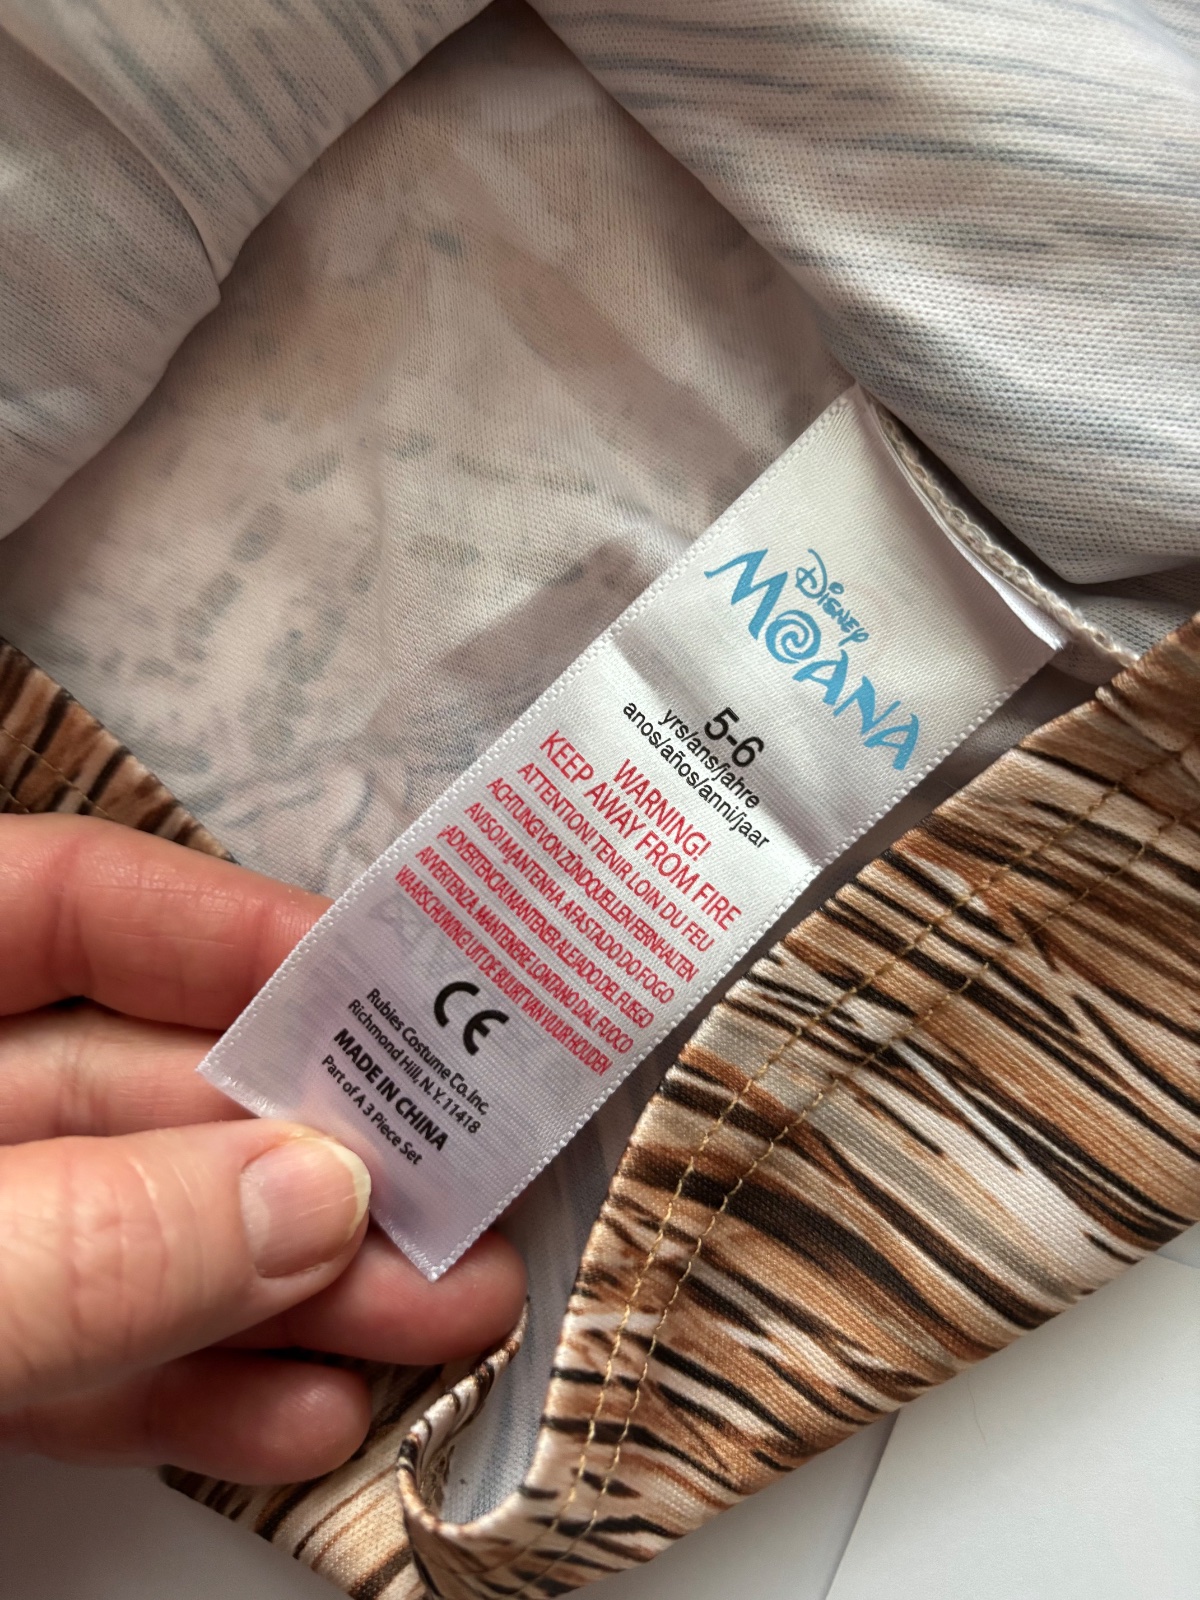 Disney
MOANA
5-6
yrs/ans/jahre
anos/años/anni/jaar
WARNING!
KEEP AWAY FROM FIRE
ATTENTION! TENIR LOIN DU FEU
ACHTUNG! VON ZÜNDQUELLEN FERNHALTEN
AVISO! MANTENHA AFASTADO DO FOGO
¡ADVERTENCIA! MANTENER ALEJADO DEL FUEGO
AVVERTENZA, MANTENERE LONTANO DAL FUOCO
WAARSCHUWING! UIT DE BUURT VAN VUUR HOUDEN
CE
Rubies Costume Co. Inc.
Richmond Hill, N.Y. 11418
MADE IN CHINA
Part of A 3 Piece Set